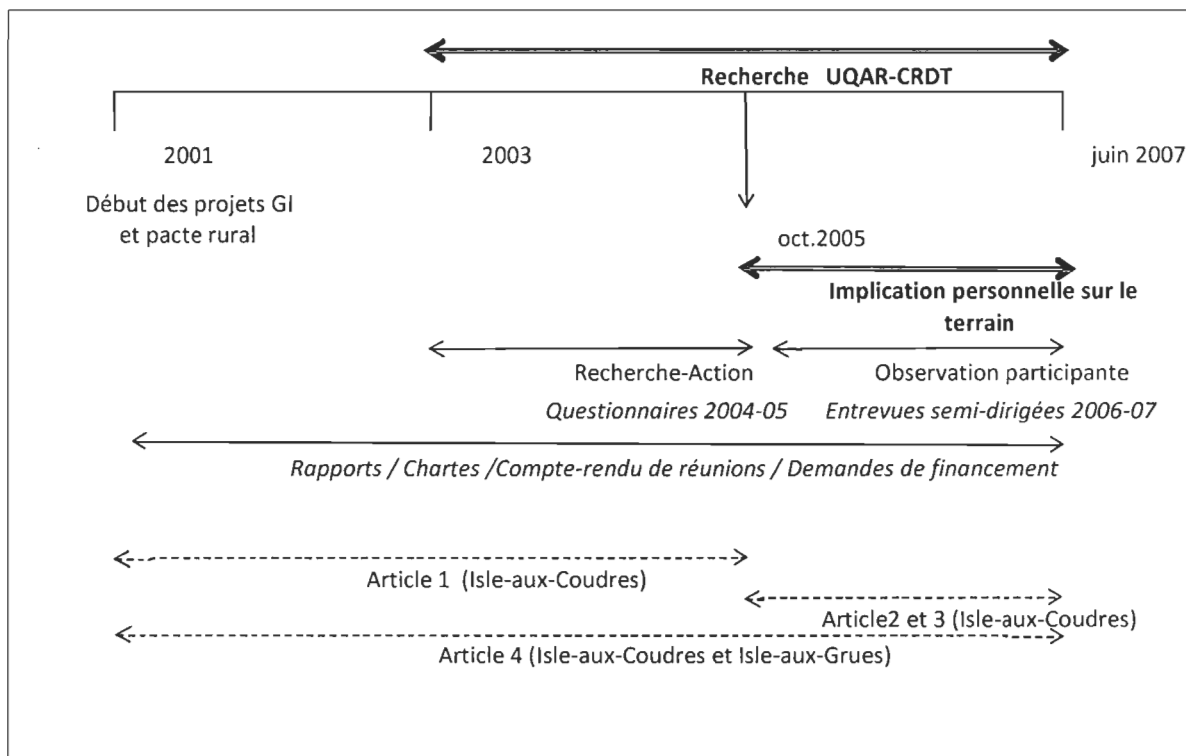 Recherche UQAR-CRDT
2001
2003
juin 2007
Début des projets GI
et pacte rural
oct.2005
Implication personnelle sur le
terrain
Recherche-Action
Observation participante
Questionnaires 2004-05
Entrevues semi-dirigées 2006-07
Rapports / Chartes /Compte-rendu de réunions / Demandes de financement
Article 1 (Isle-aux-Coudres)
Article2 et 3 (Isle-aux-Coudres)
Article 4 (Isle-aux-Coudres et Isle-aux-Grues)